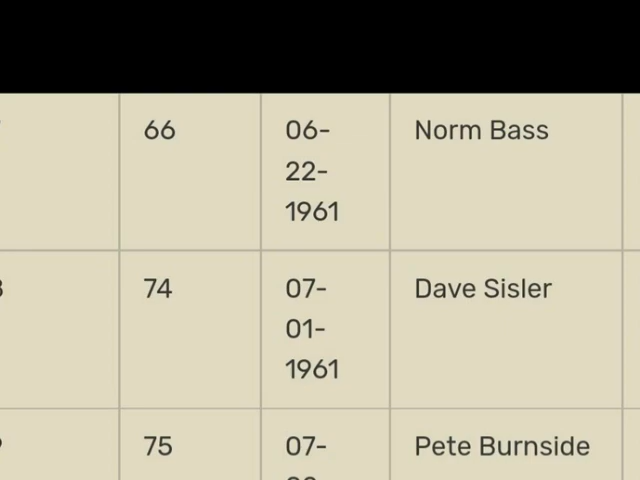 66 06- Norm Bass
22-
1961
74 07- Dave Sisler
01-
1961
75 07- Pete Burnside